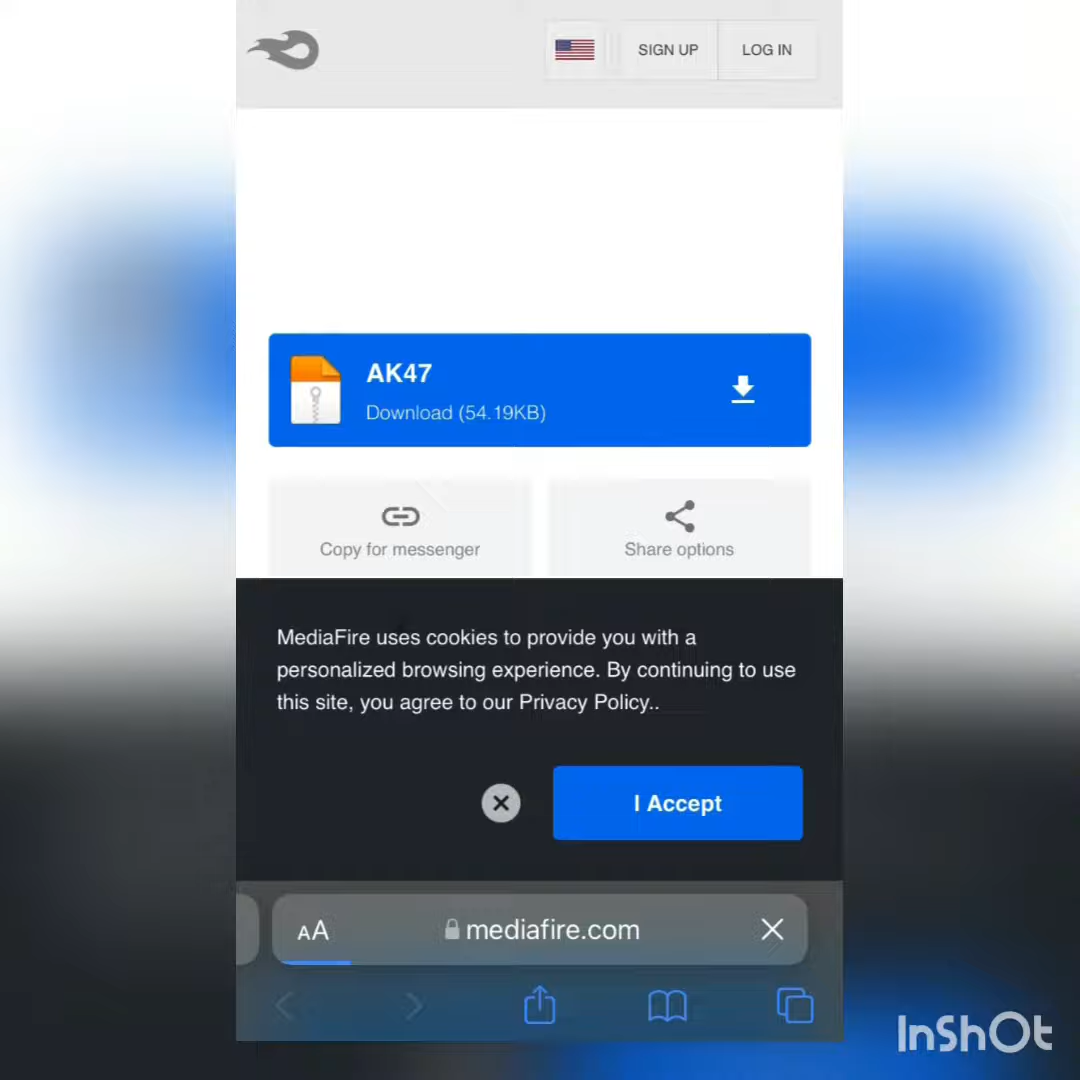 SIGN UP
LOG IN
AK47
Download (54.19KB)
Copy for messenger
Share options
MediaFire uses cookies to provide you with a
personalized browsing experience. By continuing to use
this site, you agree to our Privacy Policy..
I Accept
AA
mediafire.com
InShOt